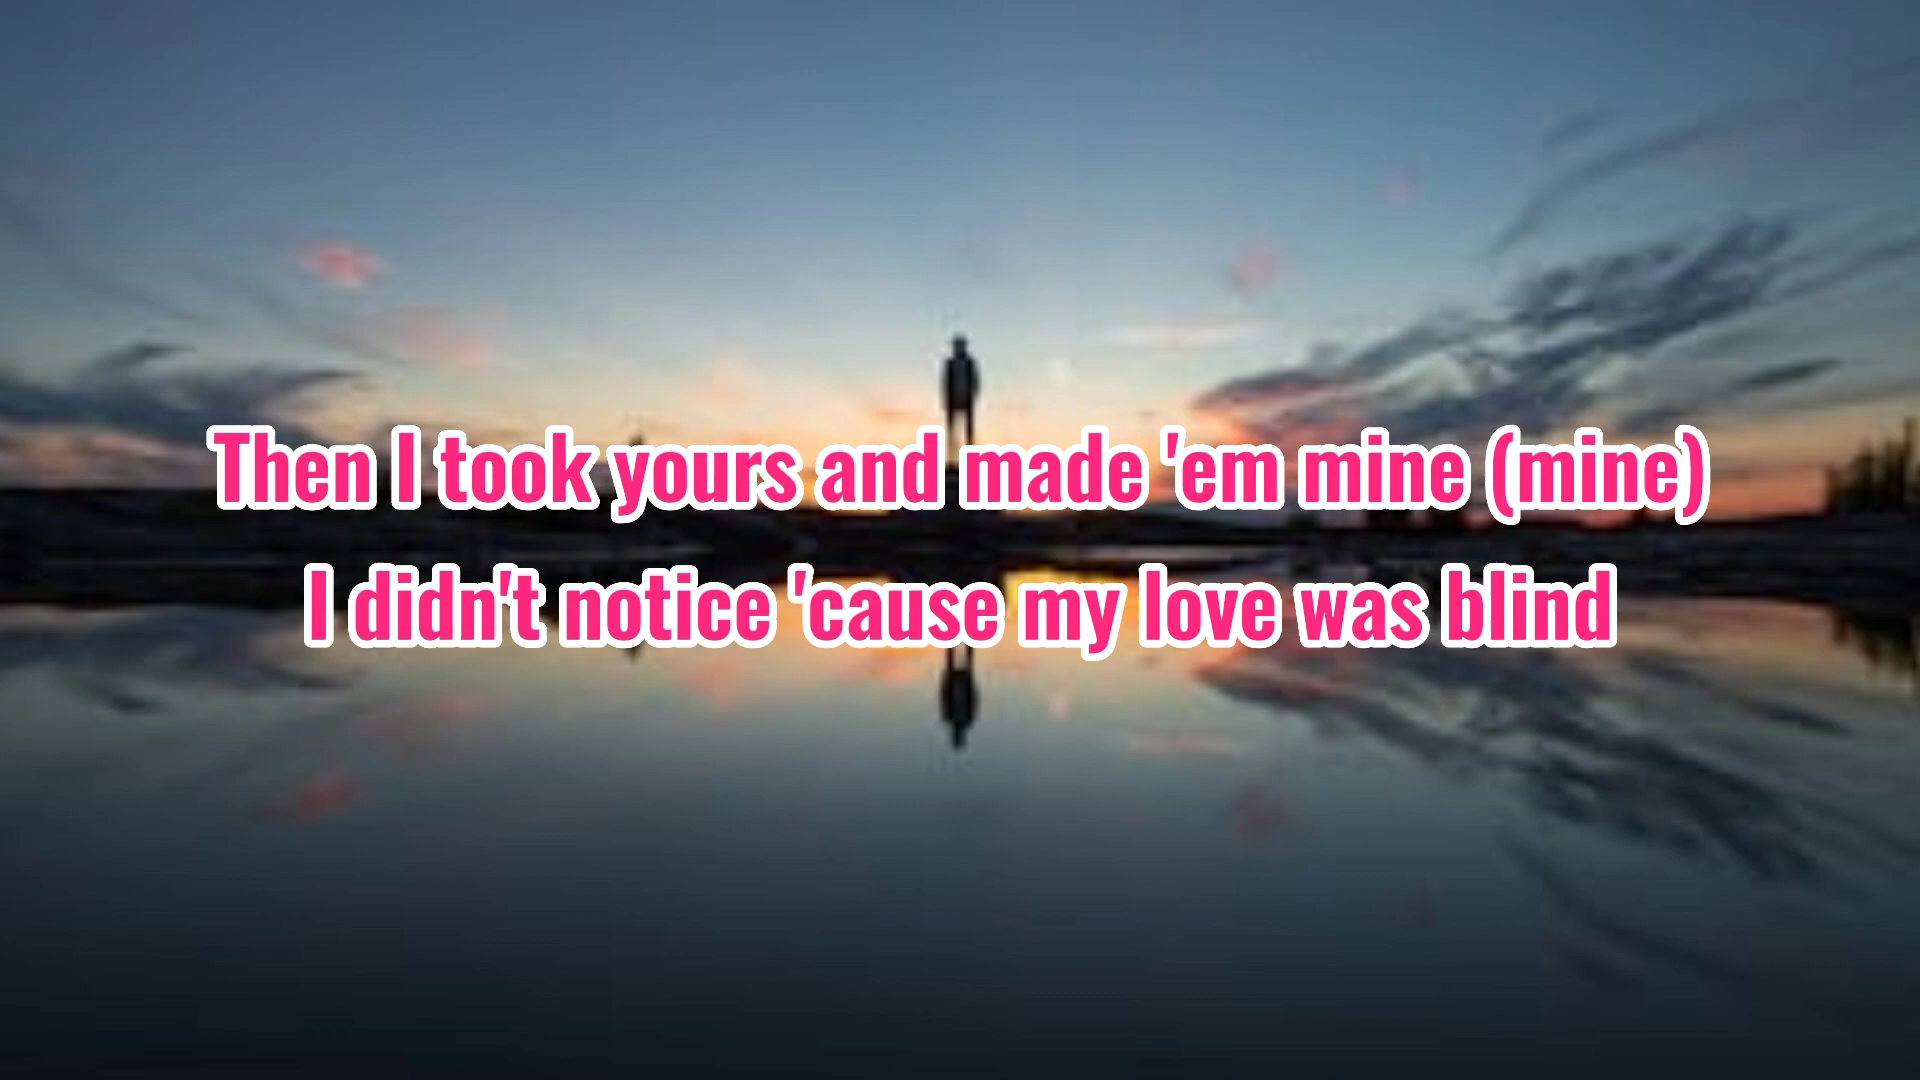 Then I took yours and made 'em mine (mine)
I didn't notice 'cause my love was blind